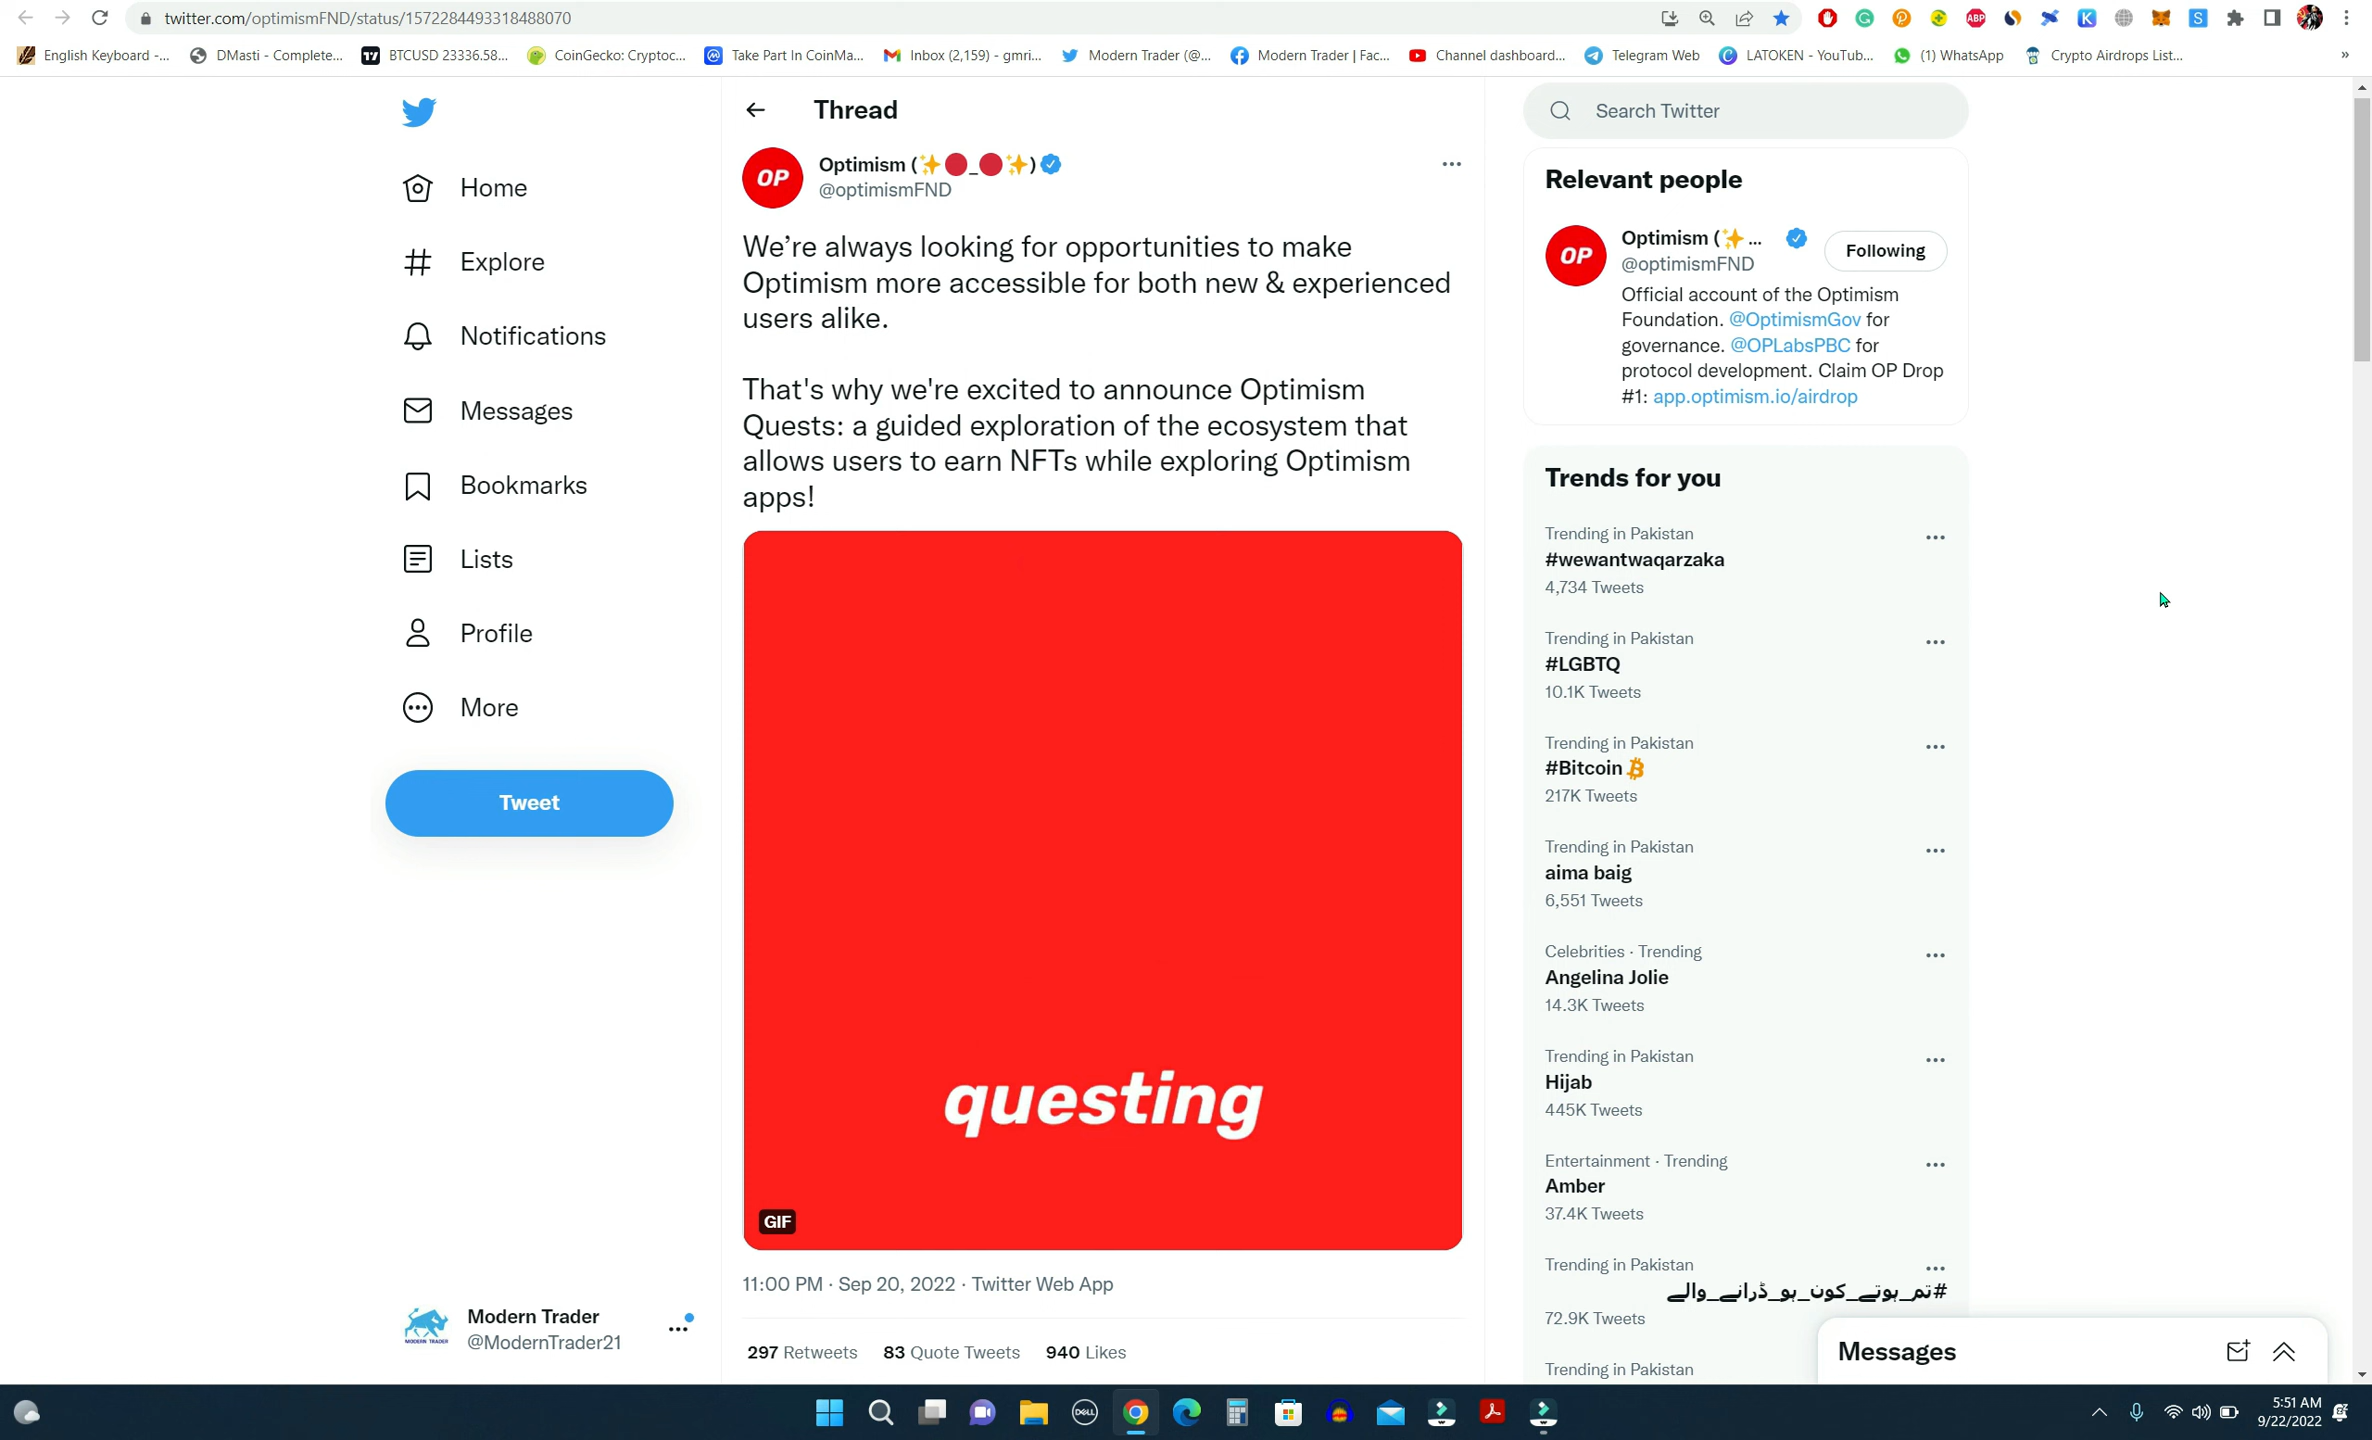 twitter.com/optimismFND/status/1572284493318488070
English Keyboard -...
DMasti - Complete...
BTCUSD 23336.58...
CoinGecko: Cryptoc...
Take Part In CoinMa...
Inbox (2,159) - gmri...
Modern Trader (@...
Modern Trader | Fac...
Channel dashboard...
Telegram Web
LATOKEN - YouTub...
(1) WhatsApp
Crypto Airdrops List...
»
Home
Explore
Notifications
Messages
Bookmarks
Lists
Profile
More
Tweet
Modern Trader
@ModernTrader21
Thread
OP
Optimism (✨🔴_🔴✨)
@optimismFND
We’re always looking for opportunities to make
Optimism more accessible for both new & experienced
users alike.
That's why we're excited to announce Optimism
Quests: a guided exploration of the ecosystem that
allows users to earn NFTs while exploring Optimism
apps!
questing
GIF
11:00 PM · Sep 20, 2022 · Twitter Web App
297 Retweets 83 Quote Tweets 940 Likes
Search Twitter
Relevant people
OP
Optimism (✨ ...
@optimismFND
Following
Official account of the Optimism
Foundation. @OptimismGov for
governance. @OPLabsPBC for
protocol development. Claim OP Drop
#1: app.optimism.io/airdrop
Trends for you
Trending in Pakistan
#wewantwaqarzaka
4,734 Tweets
Trending in Pakistan
#LGBTQ
10.1K Tweets
Trending in Pakistan
#Bitcoin
217K Tweets
Trending in Pakistan
aima baig
6,551 Tweets
Celebrities · Trending
Angelina Jolie
14.3K Tweets
Trending in Pakistan
Hijab
445K Tweets
Entertainment · Trending
Amber
37.4K Tweets
Trending in Pakistan
#تم_ہوتے_کون_ہو_ڈرانے_والے
72.9K Tweets
Trending in Pakistan
Messages
ABP
DELL
5:51 AM
9/22/2022